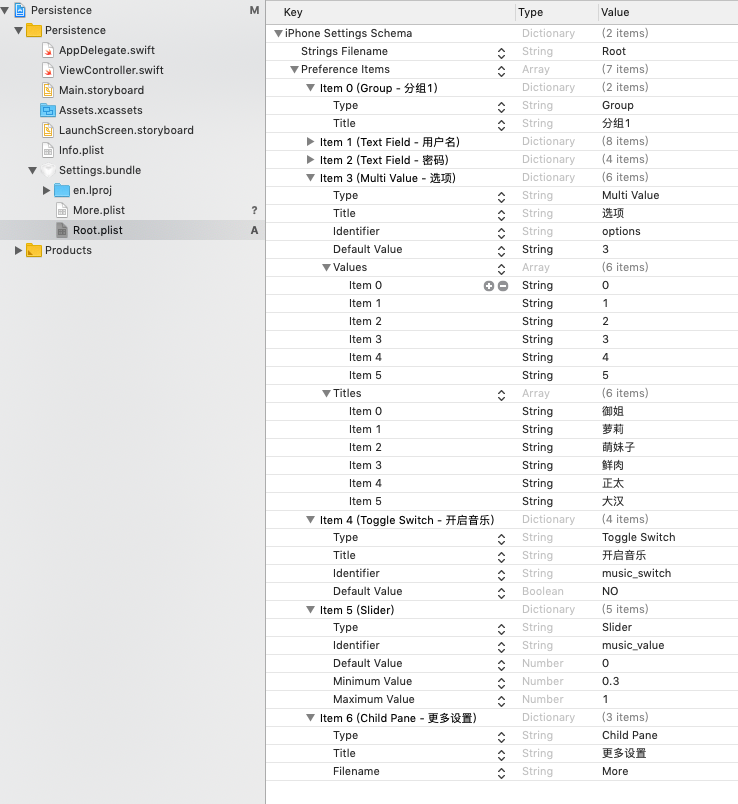 Persistence M
Persistence
AppDelegate.swift
ViewController.swift
Main.storyboard
Assets.xcassets
LaunchScreen.storyboard
Info.plist
Settings.bundle
en.lproj
More.plist ?
Root.plist A
Products
Key Type Value
iPhone Settings Schema Dictionary (2 items)
Strings Filename String Root
Preference Items Array (7 items)
Item 0 (Group - 分组1) Dictionary (2 items)
Type String Group
Title String 分组1
Item 1 (Text Field - 用户名) Dictionary (8 items)
Item 2 (Text Field - 密码) Dictionary (4 items)
Item 3 (Multi Value - 选项) Dictionary (6 items)
Type String Multi Value
Title String 选项
Identifier String options
Default Value String 3
Values Array (6 items)
Item 0 String 0
Item 1 String 1
Item 2 String 2
Item 3 String 3
Item 4 String 4
Item 5 String 5
Titles Array (6 items)
Item 0 String 御姐
Item 1 String 萝莉
Item 2 String 萌妹子
Item 3 String 鲜肉
Item 4 String 正太
Item 5 String 大汉
Item 4 (Toggle Switch - 开启音乐) Dictionary (4 items)
Type String Toggle Switch
Title String 开启音乐
Identifier String music_switch
Default Value Boolean NO
Item 5 (Slider) Dictionary (5 items)
Type String Slider
Identifier String music_value
Default Value Number 0
Minimum Value Number 0.3
Maximum Value Number 1
Item 6 (Child Pane - 更多设置) Dictionary (3 items)
Type String Child Pane
Title String 更多设置
Filename String More